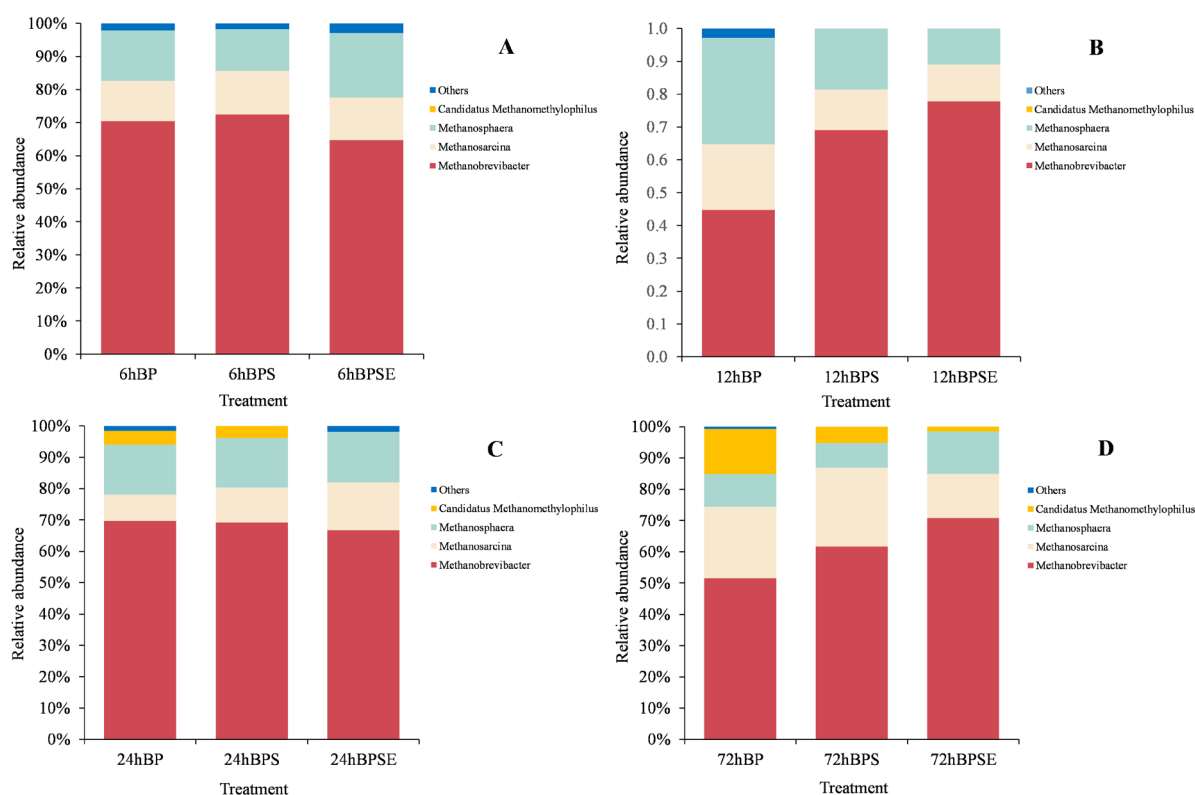 A
Relative abundance
100%
90%
80%
70%
60%
50%
40%
30%
20%
10%
0%
6hBP 6hBPS 6hBPSE
Treatment
Others
Candidatus Methanomethylophilus
Methanosphaera
Methanosarcina
Methanobrevibacter
B
Relative abundance
1.0
0.9
0.8
0.7
0.6
0.5
0.4
0.3
0.2
0.1
0.0
12hBP 12hBPS 12hBPSE
Treatment
Others
Candidatus Methanomethylophilus
Methanosphaera
Methanosarcina
Methanobrevibacter
C
Relative abundance
100%
90%
80%
70%
60%
50%
40%
30%
20%
10%
0%
24hBP 24hBPS 24hBPSE
Treatment
Others
Candidatus Methanomethylophilus
Methanosphaera
Methanosarcina
Methanobrevibacter
D
Relative abundance
100%
90%
80%
70%
60%
50%
40%
30%
20%
10%
0%
72hBP 72hBPS 72hBPSE
Treatment
Others
Candidatus Methanomethylophilus
Methanosphaera
Methanosarcina
Methanobrevibacter